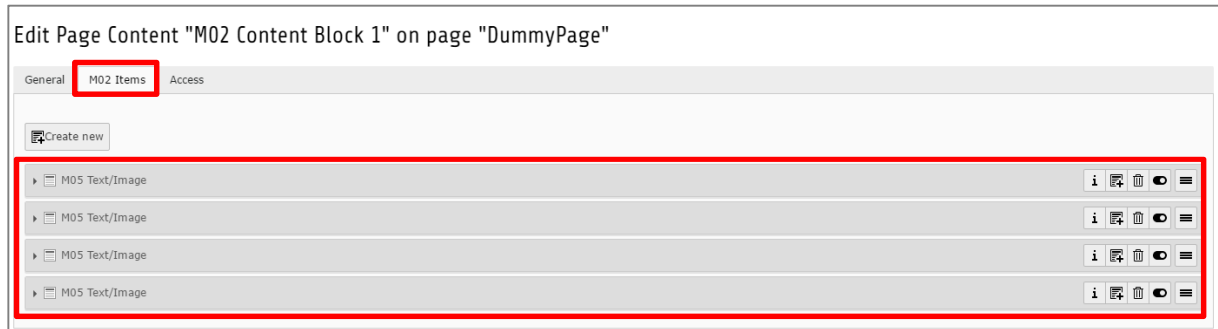 Edit Page Content "M02 Content Block 1" on page "DummyPage"
General M02 Items Access
Create new
M05 Text/Image
M05 Text/Image
M05 Text/Image
M05 Text/Image